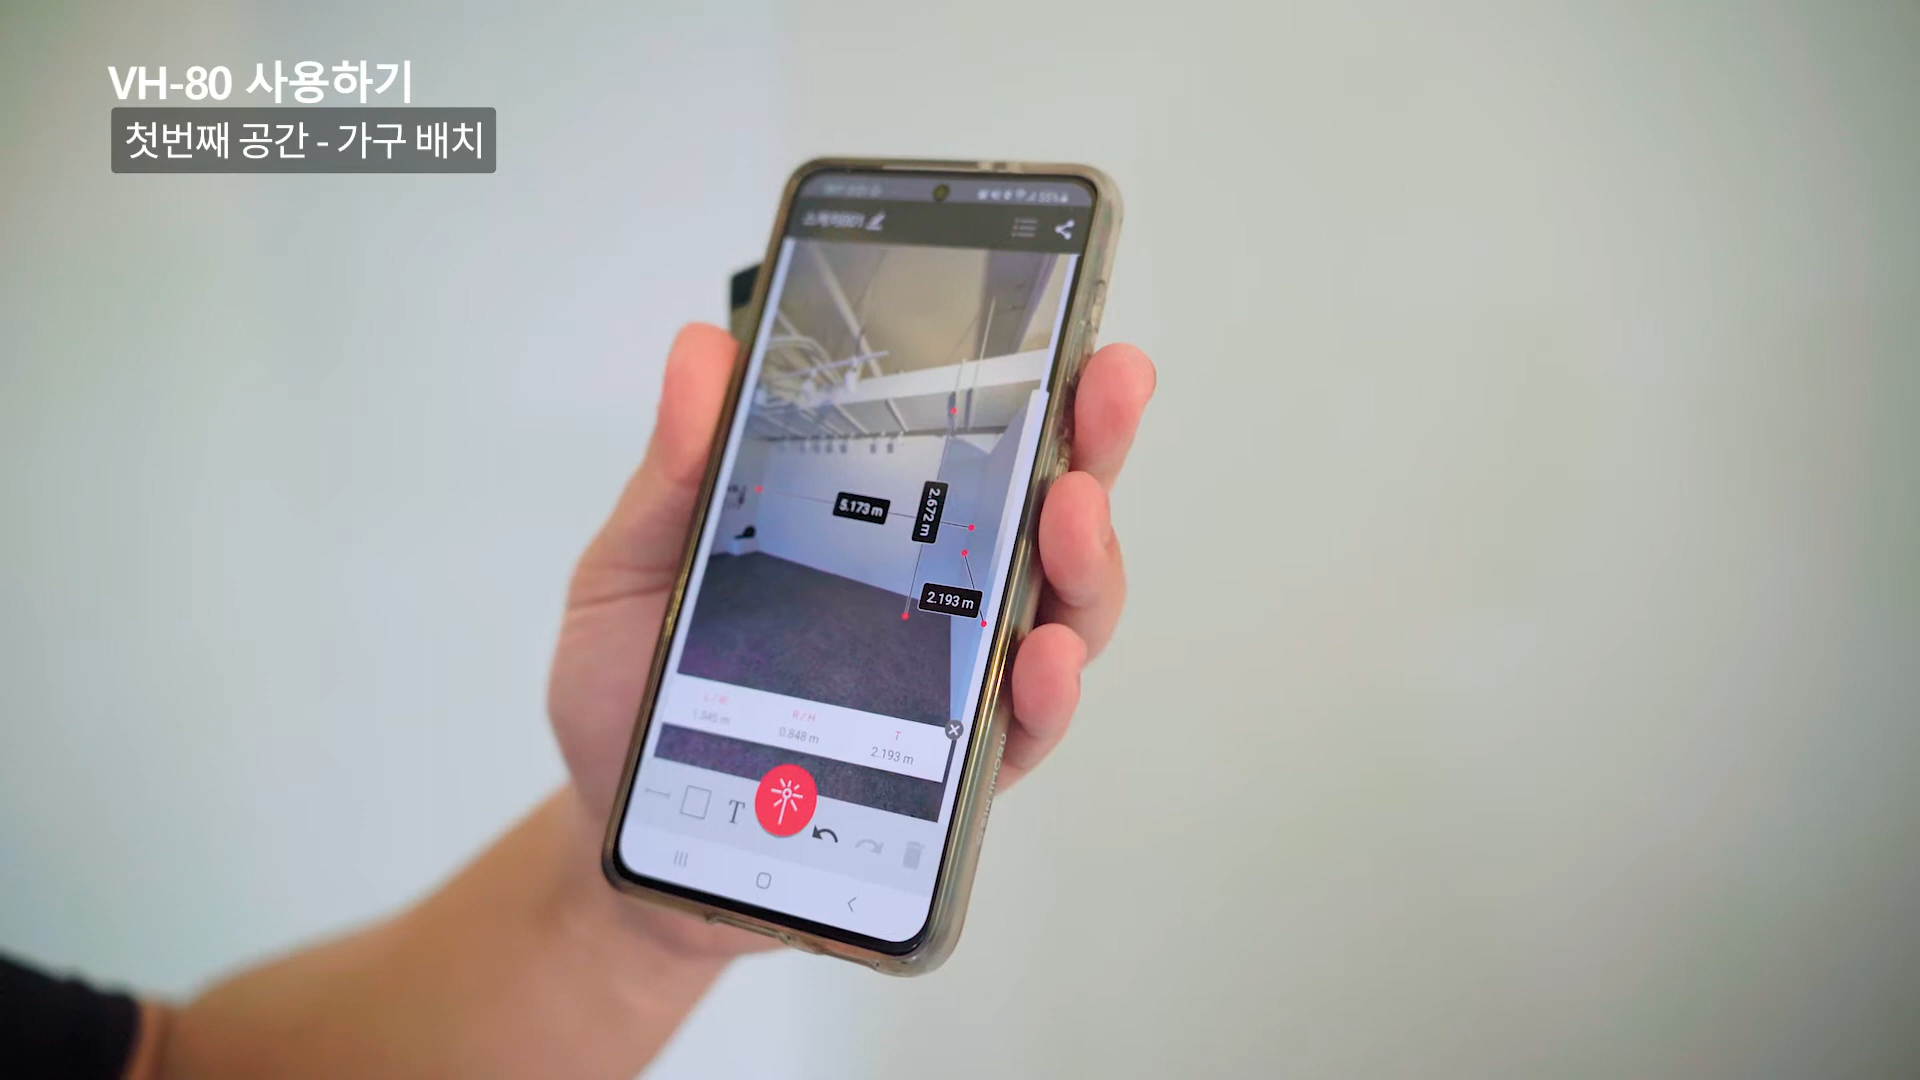 VH-80 사용하기
첫번째 공간 - 가구 배치
5.173 m
2.672 m
2.193 m
R / H
T
0.848 m
2.193 m
T